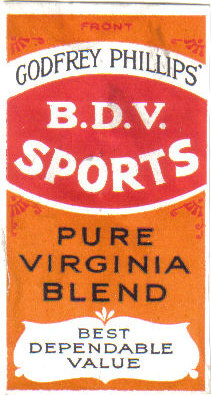 FRONT
GODFREY PHILLIPS'
B.D.V.
SPORTS
PURE
VIRGINIA
BLEND
BEST
DEPENDABLE
VALUE